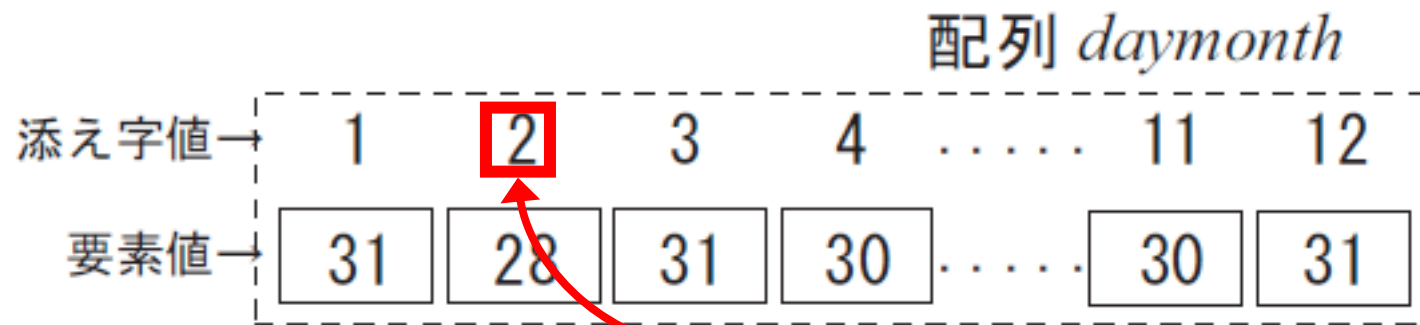 配列 daymonth
添え字値→ 1 2 3 4 ..... 11 12
要素値→ 31 28 31 30 ..... 30 31